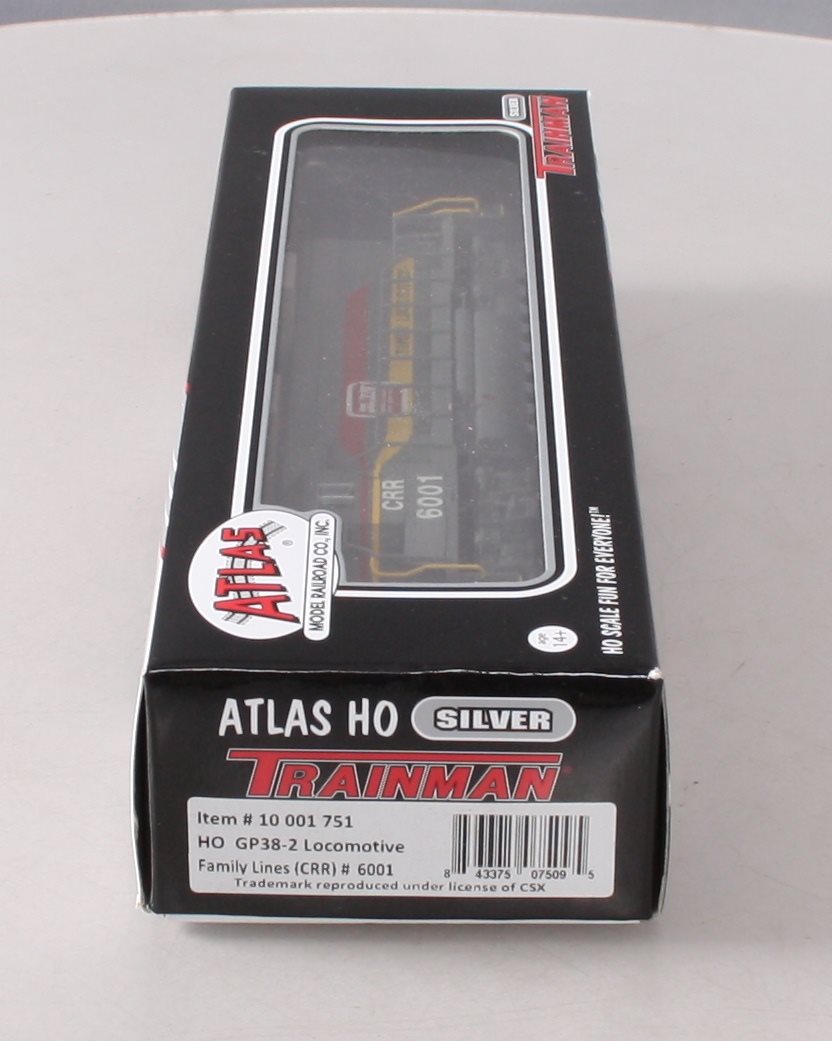 SILVER
TRAINMAN
CRR
6001
ATLAS
®
MODEL RAILROAD CO., INC.
age
14+
HO SCALE FUN FOR EVERYONE!™
ATLAS HO SILVER
TRAINMAN
Item # 10 001 751
HO GP38-2 Locomotive
Family Lines (CRR) # 6001
Trademark reproduced under license of CSX
8 43375 07509 5